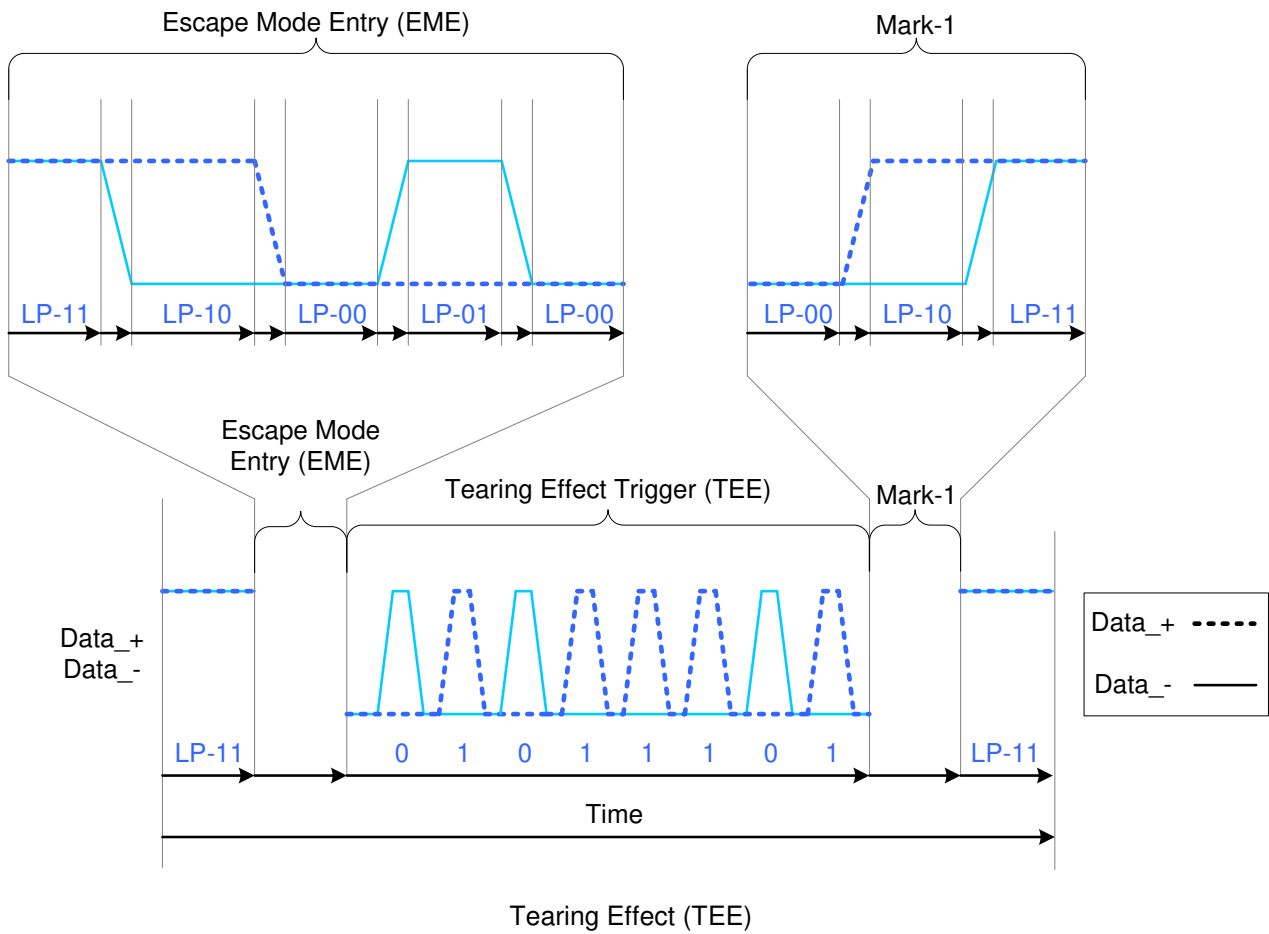 Escape Mode Entry (EME)
Mark-1
LP-11 LP-10 LP-00 LP-01 LP-00
LP-00 LP-10 LP-11
Escape Mode
Entry (EME)
Tearing Effect Trigger (TEE)
Mark-1
Data_+
Data_-
Data_+
Data_-
LP-11 0 1 0 1 1 1 0 1 LP-11
Time
Tearing Effect (TEE)